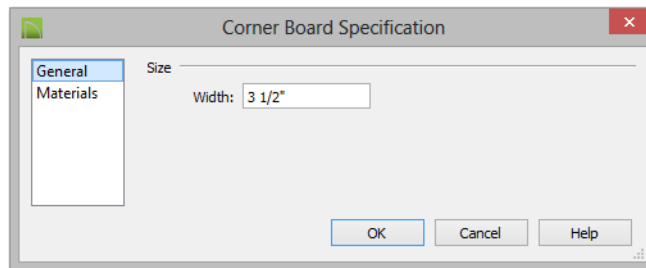 Corner Board Specification
General
Materials
Size
Width: 3 1/2"
OK Cancel Help